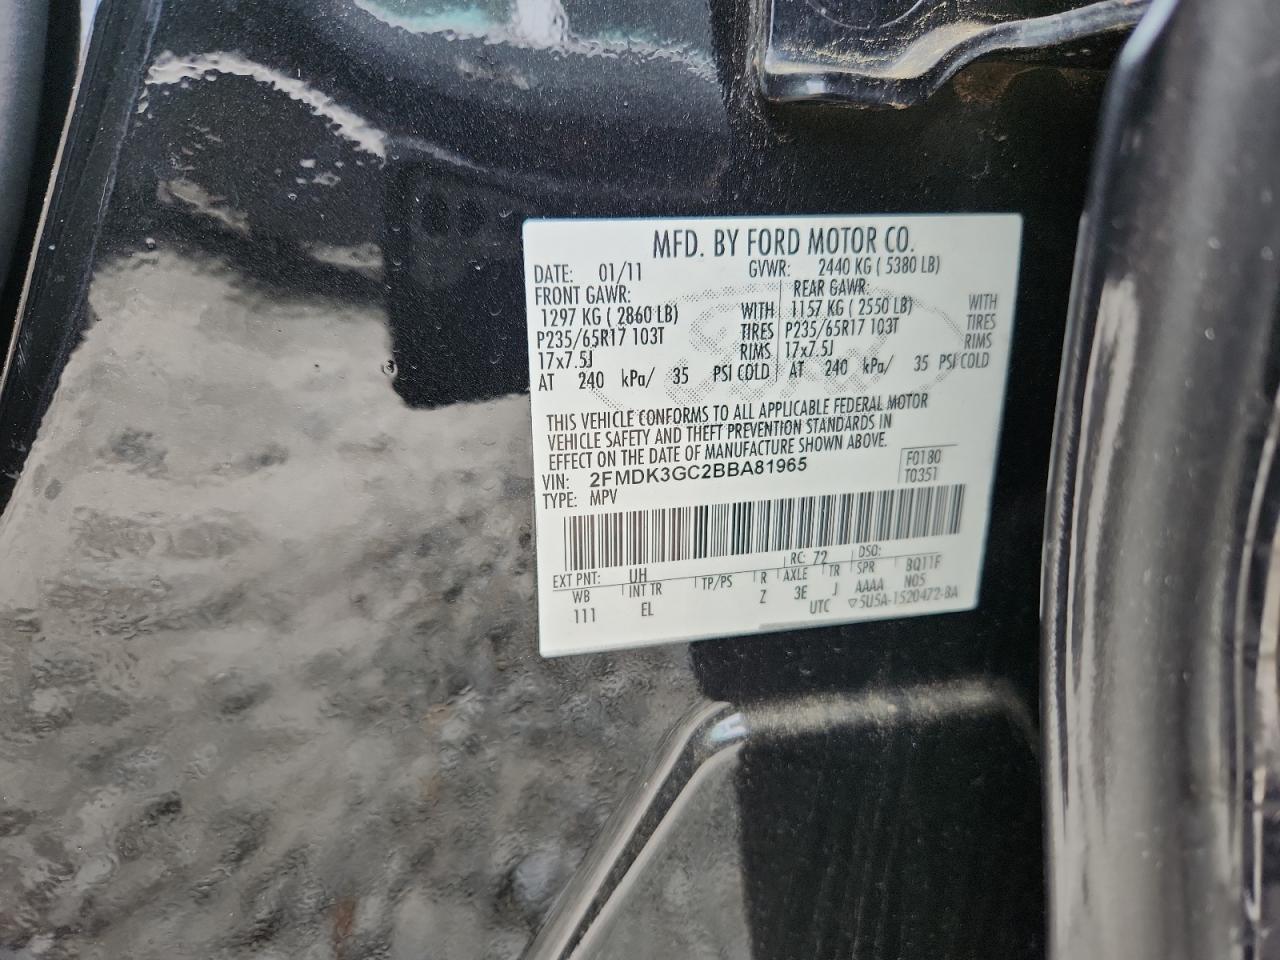 MFD. BY FORD MOTOR CO.
DATE: 01/11 GVWR: 2440 KG ( 5380 LB)
FRONT GAWR: REAR GAWR:
1297 KG ( 2860 LB) WITH 1157 KG ( 2550 LB) WITH
P235/65R17 103T TIRES P235/65R17 103T TIRES
17x7.5J RIMS 17x7.5J RIMS
AT 240 kPa/ 35 PSI COLD AT 240 kPa/ 35 PSI COLD
THIS VEHICLE CONFORMS TO ALL APPLICABLE FEDERAL MOTOR
VEHICLE SAFETY AND THEFT PREVENTION STANDARDS IN
EFFECT ON THE DATE OF MANUFACTURE SHOWN ABOVE.
VIN: 2FMDK3GC2BBA81965 F0180
TYPE: MPV T0351
EXT PNT: UH RC: 72 DSO:
WB INT TR TP/PS R AXLE TR SPR BQ11F
111 EL Z 3E J AAAA N05
UTC ▽5U5A-1520472-BA